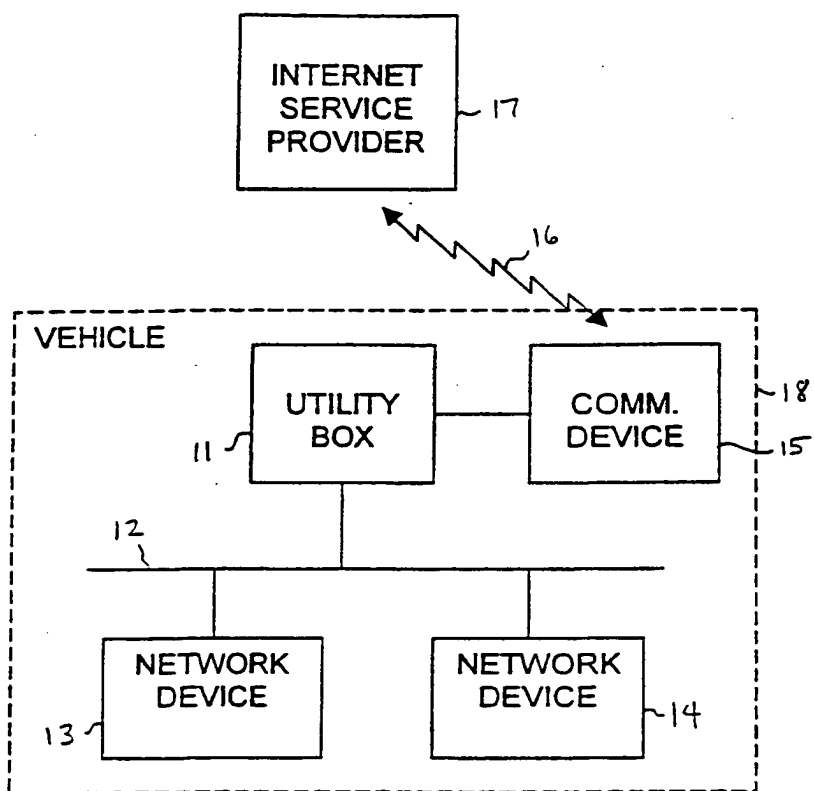 INTERNET
SERVICE
PROVIDER
17
16
VEHICLE
UTILITY
BOX
11
COMM.
DEVICE
18
15
12
NETWORK
DEVICE
13
NETWORK
DEVICE
14